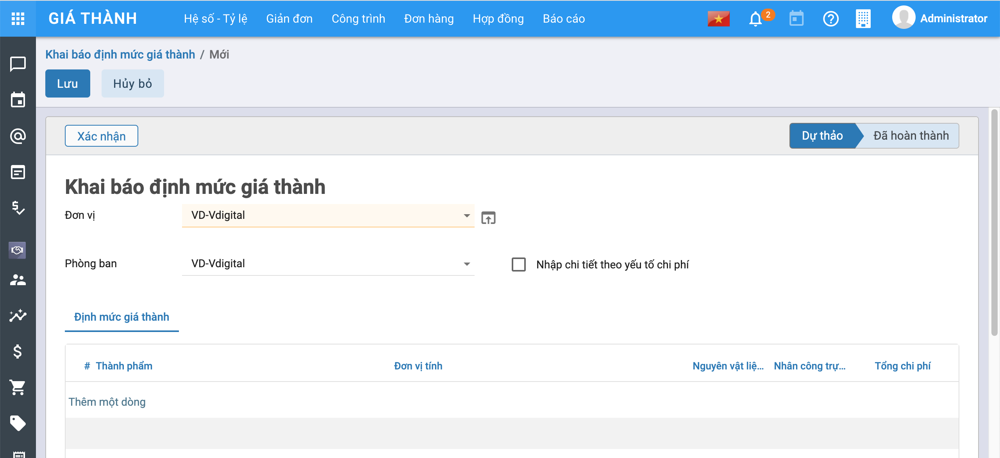 GIÁ THÀNH Hệ số - Tỷ lệ Giản đơn Công trình Đơn hàng Hợp đồng Báo cáo 2 Administrator
Khai báo định mức giá thành / Mới
Lưu Hủy bỏ
Xác nhận Dự thảo Đã hoàn thành
Khai báo định mức giá thành
Đơn vị VD-Vdigital
Phòng ban VD-Vdigital Nhập chi tiết theo yếu tố chi phí
Định mức giá thành
# Thành phẩm Đơn vị tính Nguyên vật liệ... Nhân công trự... Tổng chi phí
Thêm một dòng